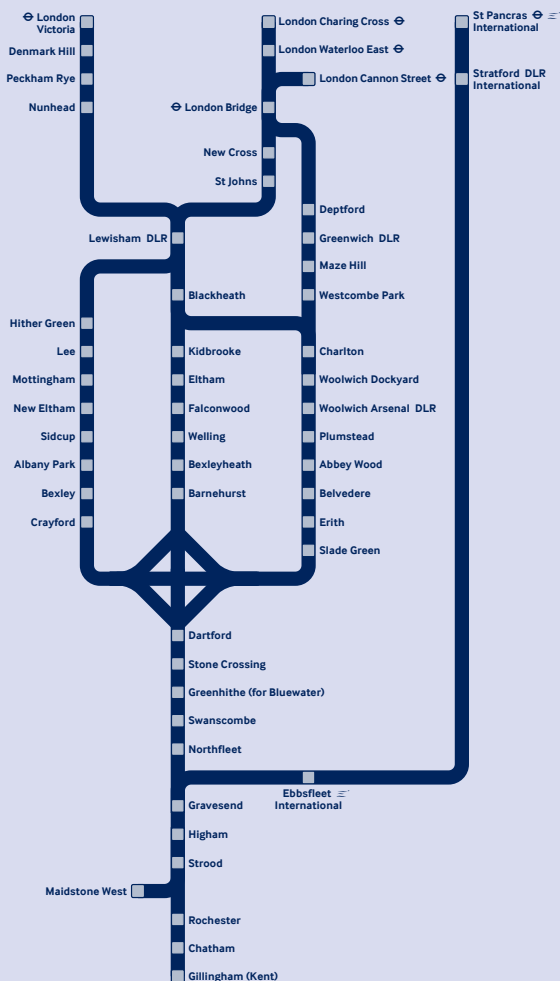 London
Victoria
Denmark Hill
Peckham Rye
Nunhead
London Charing Cross
London Waterloo East
London Cannon Street
London Bridge
New Cross
St Johns
St Pancras
International
Stratford DLR
International
Lewisham DLR
Blackheath
Deptford
Greenwich DLR
Maze Hill
Westcombe Park
Hither Green
Lee
Mottingham
New Eltham
Sidcup
Albany Park
Bexley
Crayford
Kidbrooke
Eltham
Falconwood
Welling
Bexleyheath
Barnehurst
Charlton
Woolwich Dockyard
Woolwich Arsenal DLR
Plumstead
Abbey Wood
Belvedere
Erith
Slade Green
Dartford
Stone Crossing
Greenhithe (for Bluewater)
Swanscombe
Northfleet
Ebbsfleet
International
Gravesend
Higham
Strood
Maidstone West
Rochester
Chatham
Gillingham (Kent)